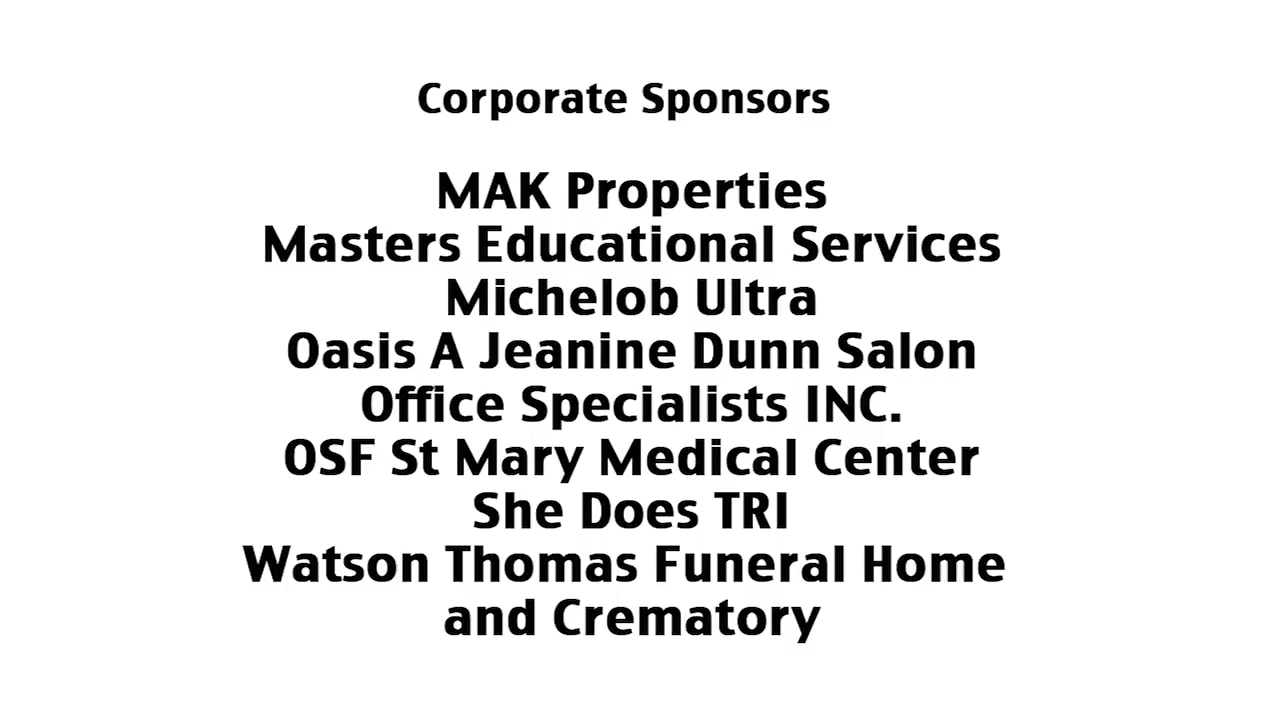 Corporate Sponsors
MAK Properties
Masters Educational Services
Michelob Ultra
Oasis A Jeanine Dunn Salon
Office Specialists INC.
OSF St Mary Medical Center
She Does TRI
Watson Thomas Funeral Home
and Crematory